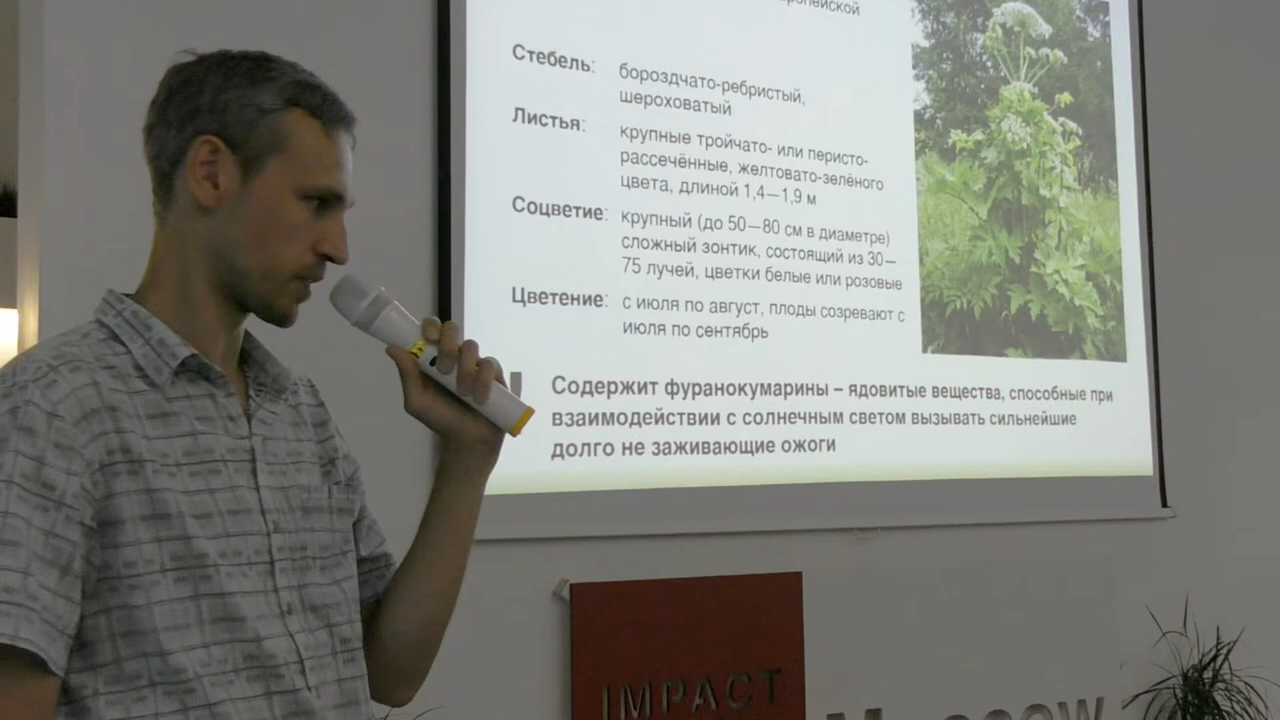 Стебель:
бороздчато-ребристый,
шероховатый
Листья:
крупные тройчато- или перисто-
рассечённые, желтовато-зелёного
цвета, длиной 1,4—1,9 м
Соцветие:
крупный (до 50—80 см в диаметре)
сложный зонтик, состоящий из 30—
75 лучей, цветки белые или розовые
Цветение:
с июля по август, плоды созревают с
июля по сентябрь
Содержит фуранокумарины – ядовитые вещества, способные при
взаимодействии с солнечным светом вызывать сильнейшие
долго не заживающие ожоги
IMPACT
Moscow